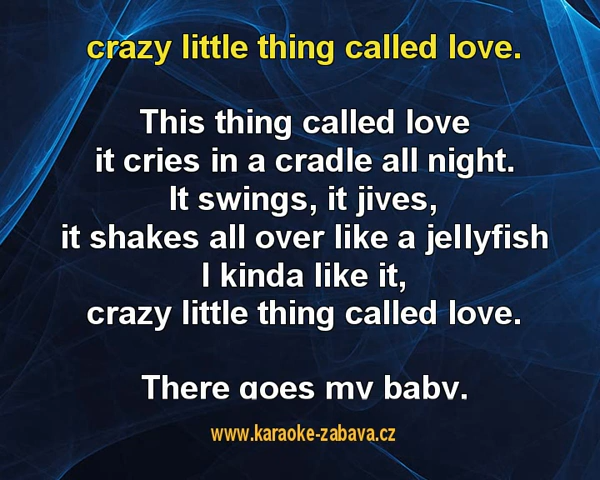 crazy little thing called love.
This thing called love
it cries in a cradle all night.
It swings, it jives,
it shakes all over like a jellyfish
I kinda like it,
crazy little thing called love.
There goes my baby.
www.karaoke-zabava.cz